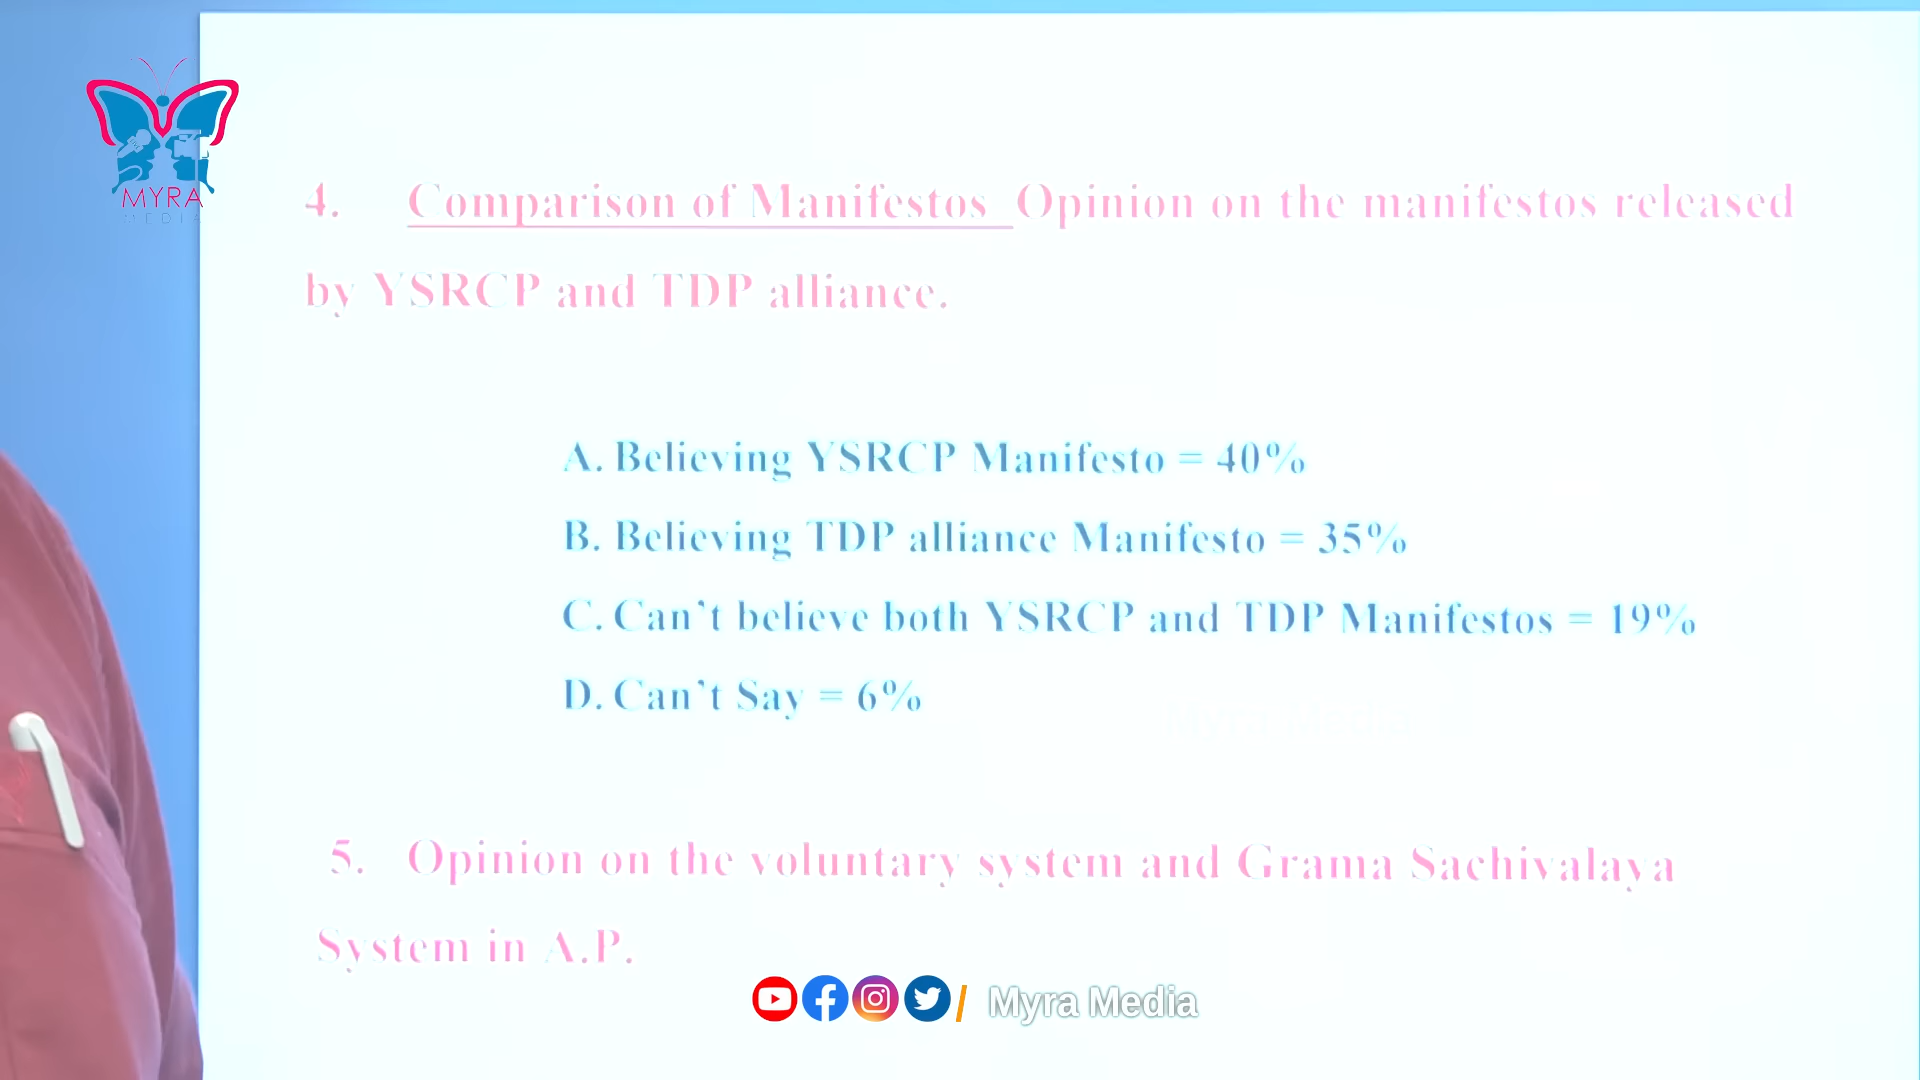 MYRA
MEDIA
4. Comparison of Manifestos Opinion on the manifestos released
by YSRCP and TDP alliance.
A. Believing YSRCP Manifesto = 40%
B. Believing TDP alliance Manifesto = 35%
C. Can’t believe both YSRCP and TDP Manifestos = 19%
D. Can’t Say = 6%
5. Opinion on the voluntary system and Grama Sachivalaya
System in A.P.
/ Myra Media